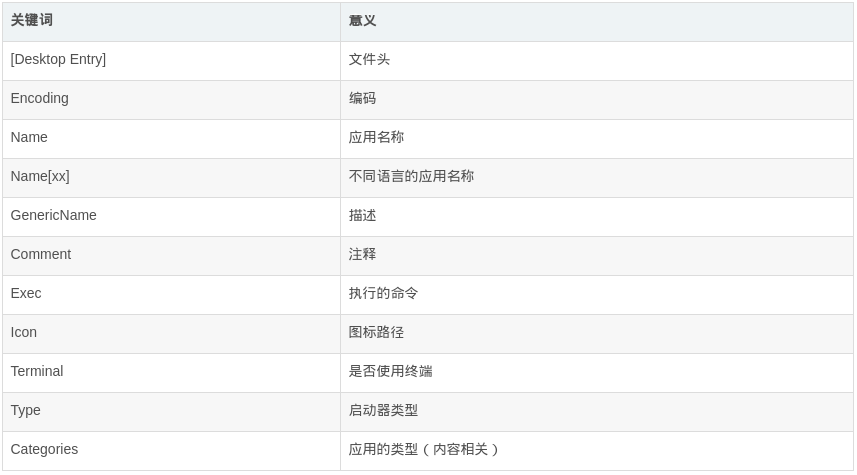 关键词 意义
[Desktop Entry] 文件头
Encoding 编码
Name 应用名称
Name[xx] 不同语言的应用名称
GenericName 描述
Comment 注释
Exec 执行的命令
Icon 图标路径
Terminal 是否使用终端
Type 启动器类型
Categories 应用的类型（内容相关）